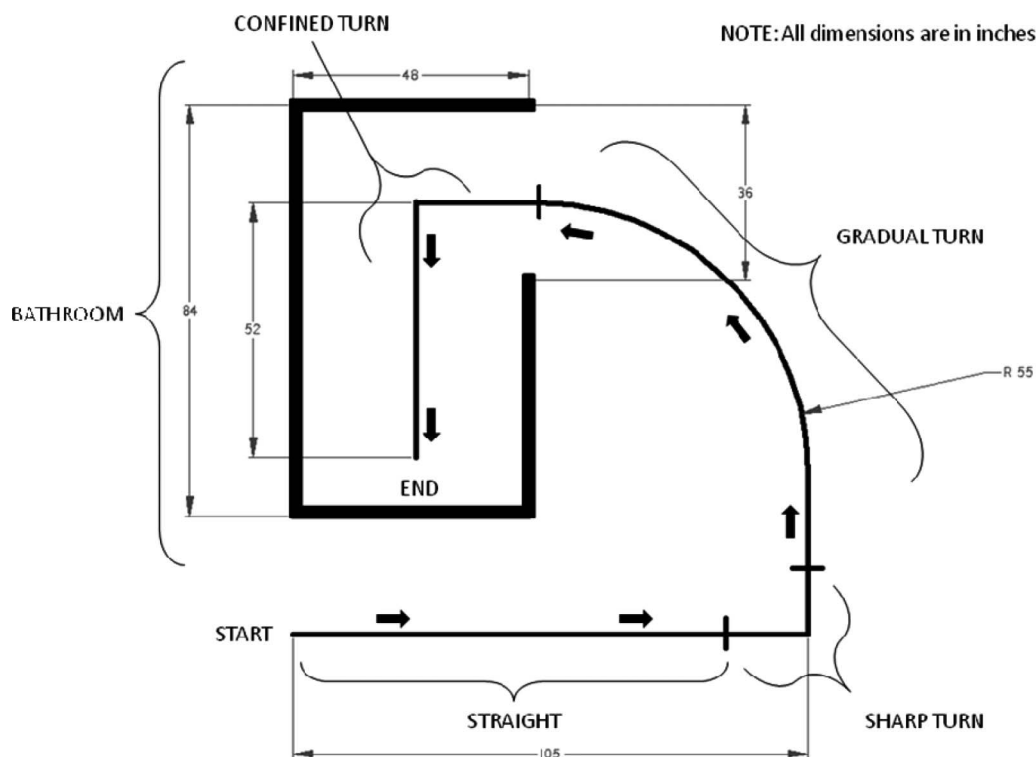 CONFINED TURN
NOTE: All dimensions are in inches
48
36
GRADUAL TURN
BATHROOM
84
52
R 55
END
START
STRAIGHT
SHARP TURN
105